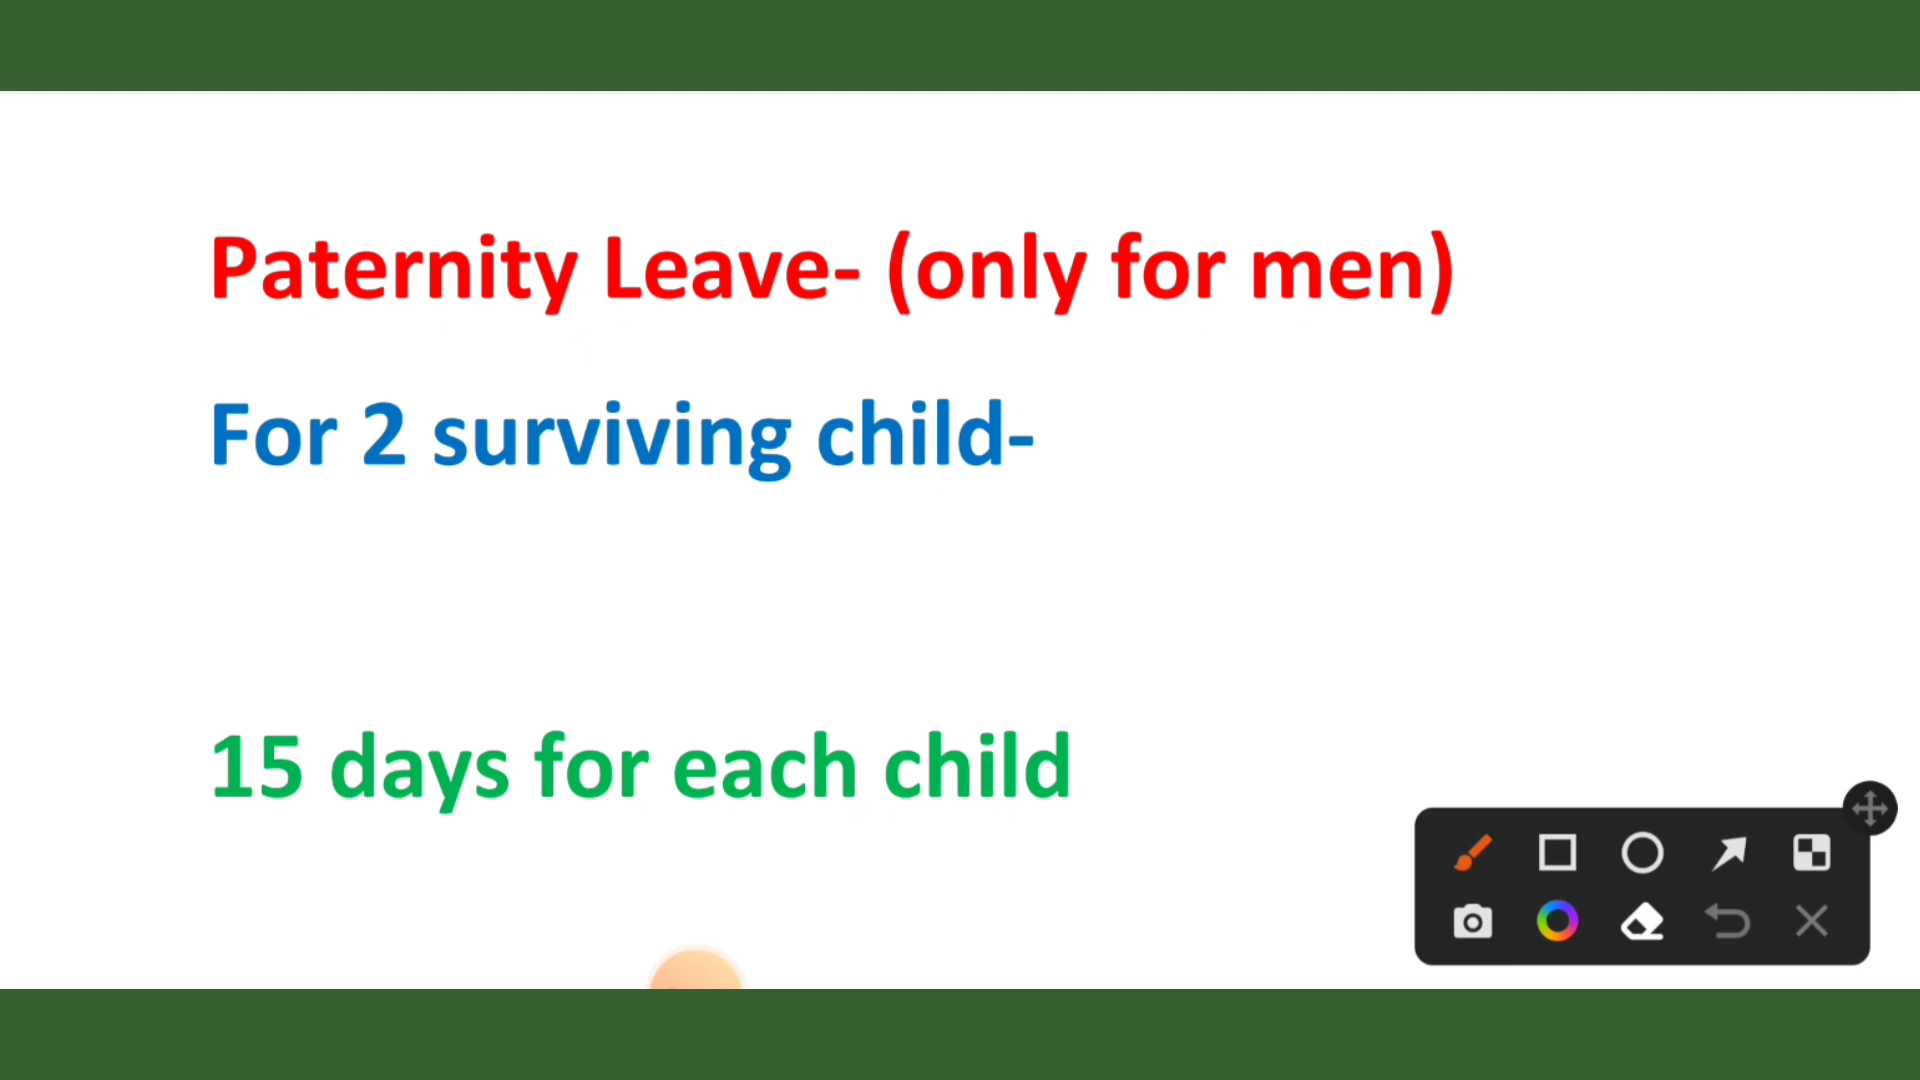 Paternity Leave- (only for men)
For 2 surviving child-
15 days for each child